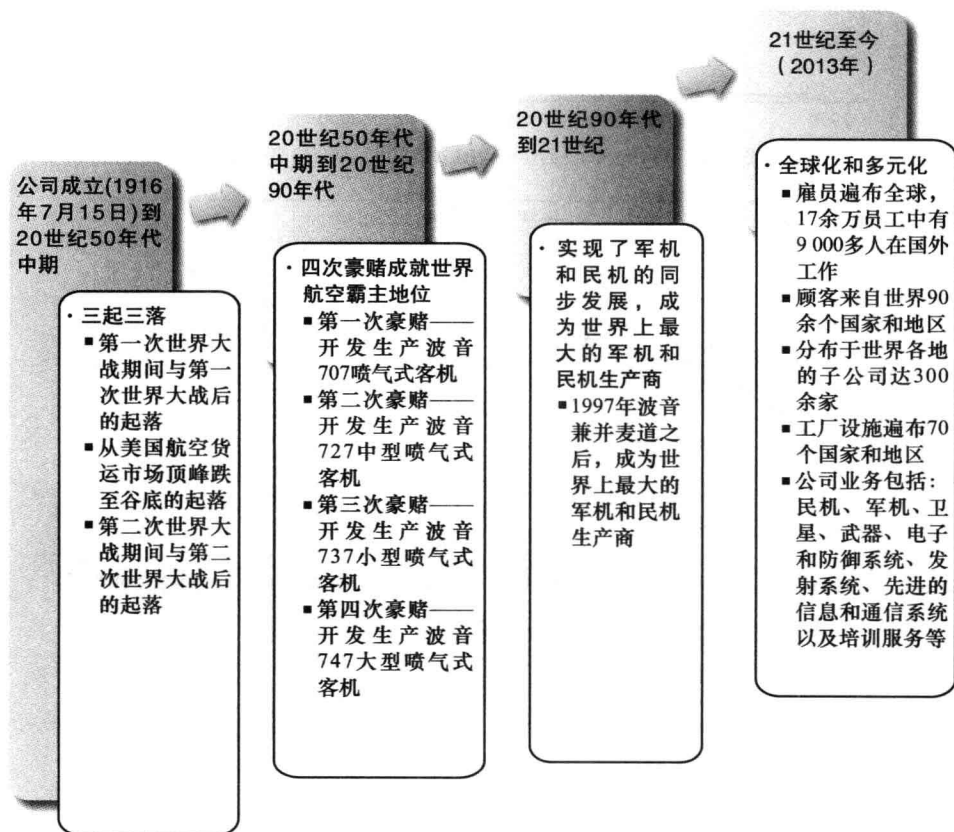 公司成立(1916
年7月15日)到
20世纪50年代
中期
· 三起三落
■ 第一次世界大
战期间与第一
次世界大战后
的起落
■ 从美国航空货
运市场顶峰跌
至谷底的起落
■ 第二次世界大
战期间与第二
次世界大战后
的起落
20世纪50年代
中期到20世纪
90年代
· 四次豪赌成就世界
航空霸主地位
■ 第一次豪赌——
开发生产波音
707喷气式客机
■ 第二次豪赌——
开发生产波音
727中型喷气式
客机
■ 第三次豪赌——
开发生产波音
737小型喷气式
客机
■ 第四次豪赌——
开发生产波音
747大型喷气式
客机
20世纪90年代
到21世纪
· 实现了军机
和民机的同
步发展，成
为世界上最
大的军机和
民机生产商
■ 1997年波音
兼并麦道之
后，成为世
界上最大的
军机和民机
生产商
21世纪至今
（2013年）
· 全球化和多元化
■ 雇员遍布全球，
17余万员工中有
9 000多人在国外
工作
■ 顾客来自世界90
余个国家和地区
■ 分布于世界各地
的子公司达300
余家
■ 工厂设施遍布70
个国家和地区
■ 公司业务包括：
民机、军机、卫
星、武器、电子
和防御系统、发
射系统、先进的
信息和通信系统
以及培训服务等